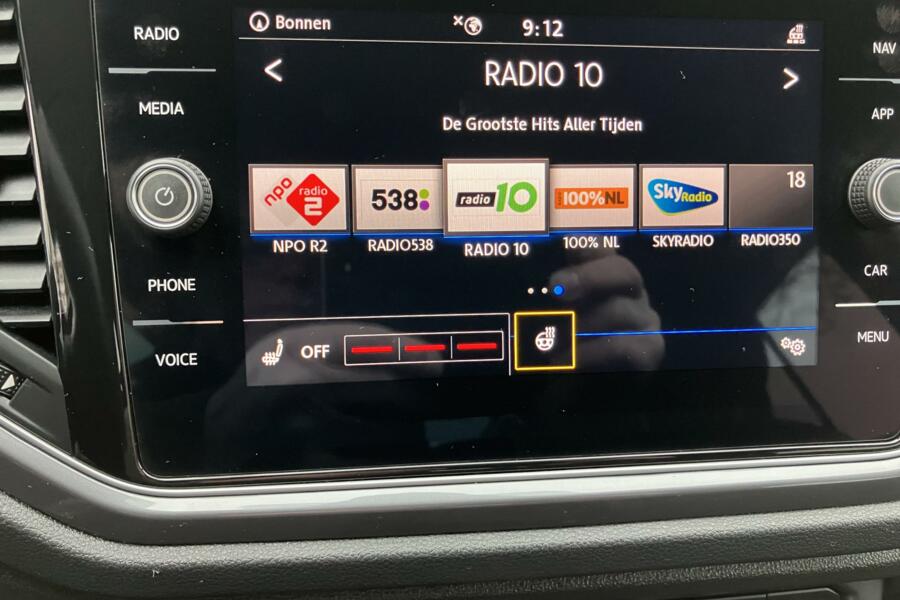 RADIO
MEDIA
PHONE
VOICE
Bonnen
9:12
RADIO 10
De Grootste Hits Aller Tijden
npo radio 2
538
radio 10
100%NL
Sky Radio
18
NPO R2
RADIO538
RADIO 10
100% NL
SKYRADIO
RADIO350
OFF
NAV
APP
CAR
MENU